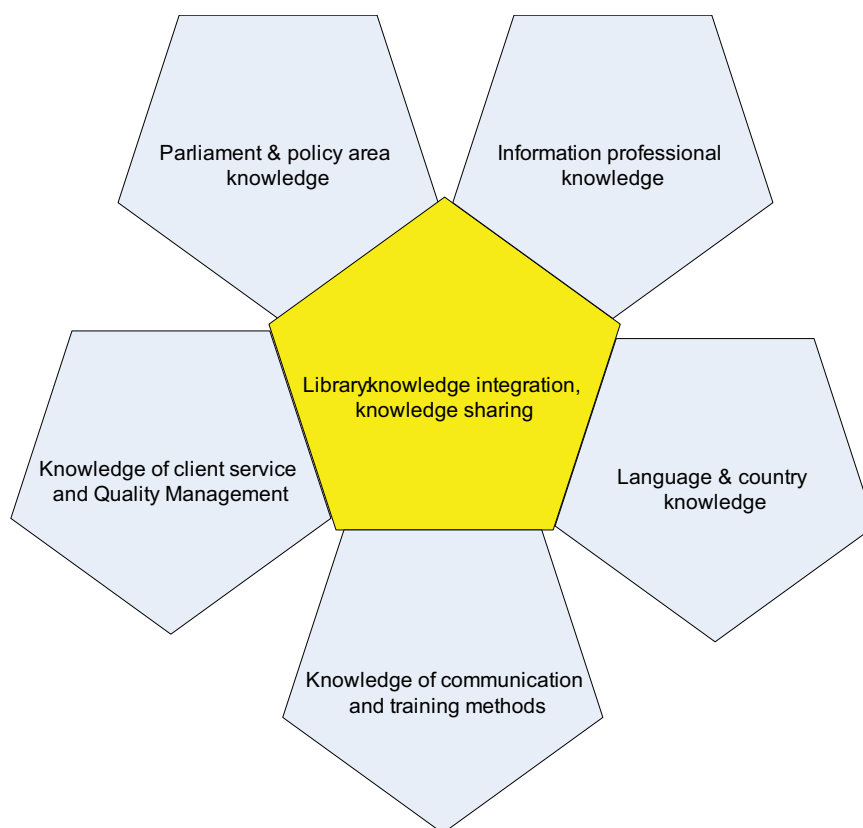 Parliament & policy area
knowledge
Information professional
knowledge
Libraryknowledge integration,
knowledge sharing
Knowledge of client service
and Quality Management
Language & country
knowledge
Knowledge of communication
and training methods